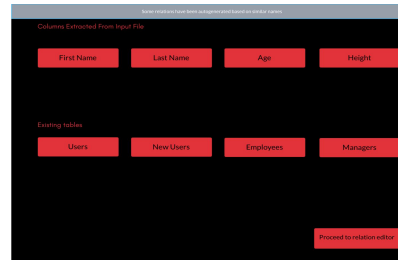 Some relations have been autogenerated based on similar names
Columns Extracted From Input File
First Name
Last Name
Age
Height
Existing tables
Users
New Users
Employees
Managers
Proceed to relation editor